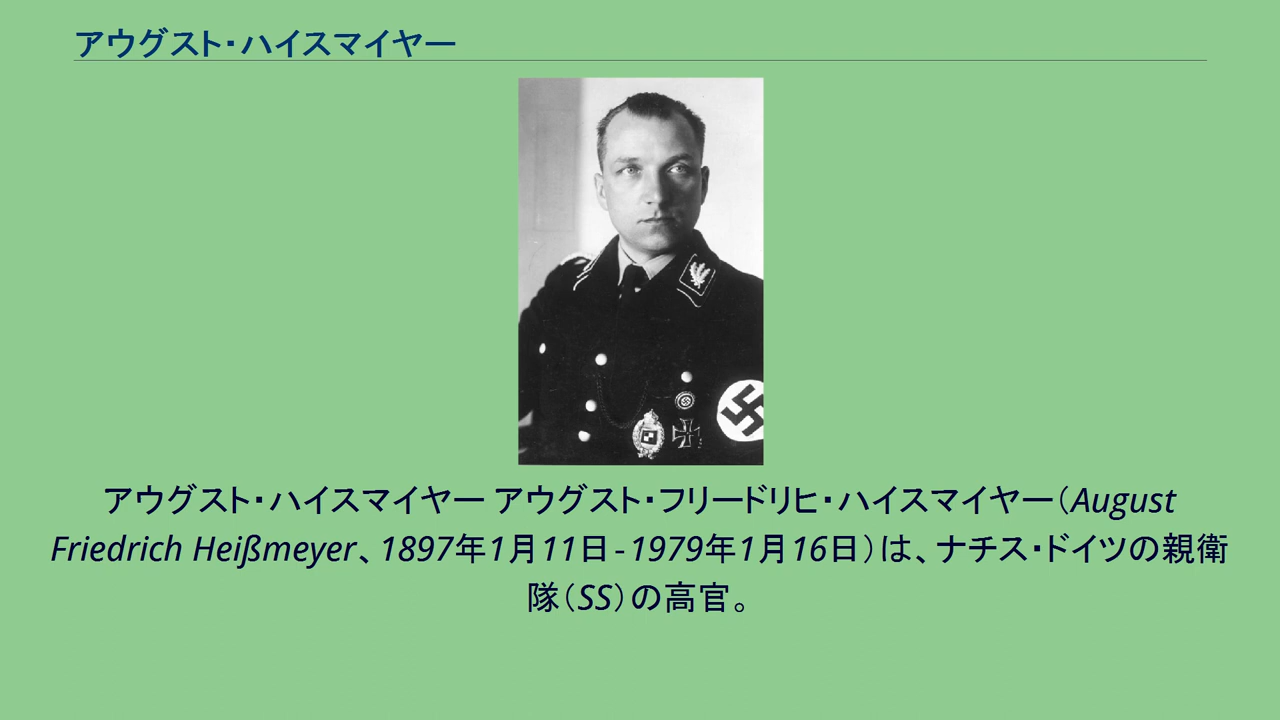 アウグスト・ハイスマイヤー
アウグスト・ハイスマイヤー アウグスト・フリードリヒ・ハイスマイヤー（August
Friedrich Heißmeyer、1897年1月11日 - 1979年1月16日）は、ナチス・ドイツの親衛
隊（SS）の高官。